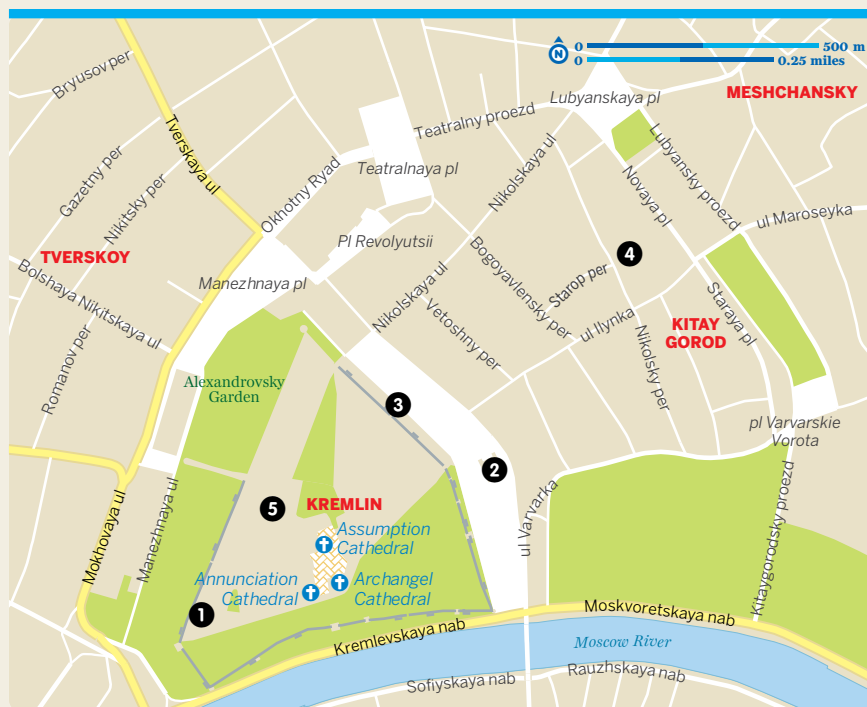 0 500 m
N
0 0.25 miles
Bryusov per
MESHCHANSKY
Lubyanskaya pl
Teatralny proezd
Tverskaya ul
Lubyansky proezd
Gazetny per
Okhotny Ryad
Teatralnaya pl
Nikolskaya ul
Novaya pl
Nikitsky per
ul Maroseyka
Pl Revolyutsii
TVERSKOY
4
Bogoyavlensky per
Starop per
Manezhnaya pl
Bolshaya Nikitskaya ul
Nikolskaya ul
Staraya pl
Vetoshny per
ul Ilynka
KITAY
GOROD
Romanov per
Nikolsky per
Alexandrovsky
Garden
3
pl Varvarskie
Vorota
2
KREMLIN
5
Mokhovaya ul
Manezhnaya ul
ul Varvarka
Kitaygorodsky proezd
Assumption
Cathedral
Annunciation
Cathedral
Archangel
Cathedral
1
Moskvoretskaya nab
Kremlevskaya nab
Moscow River
Sofiyskaya nab
Rauzhskaya nab